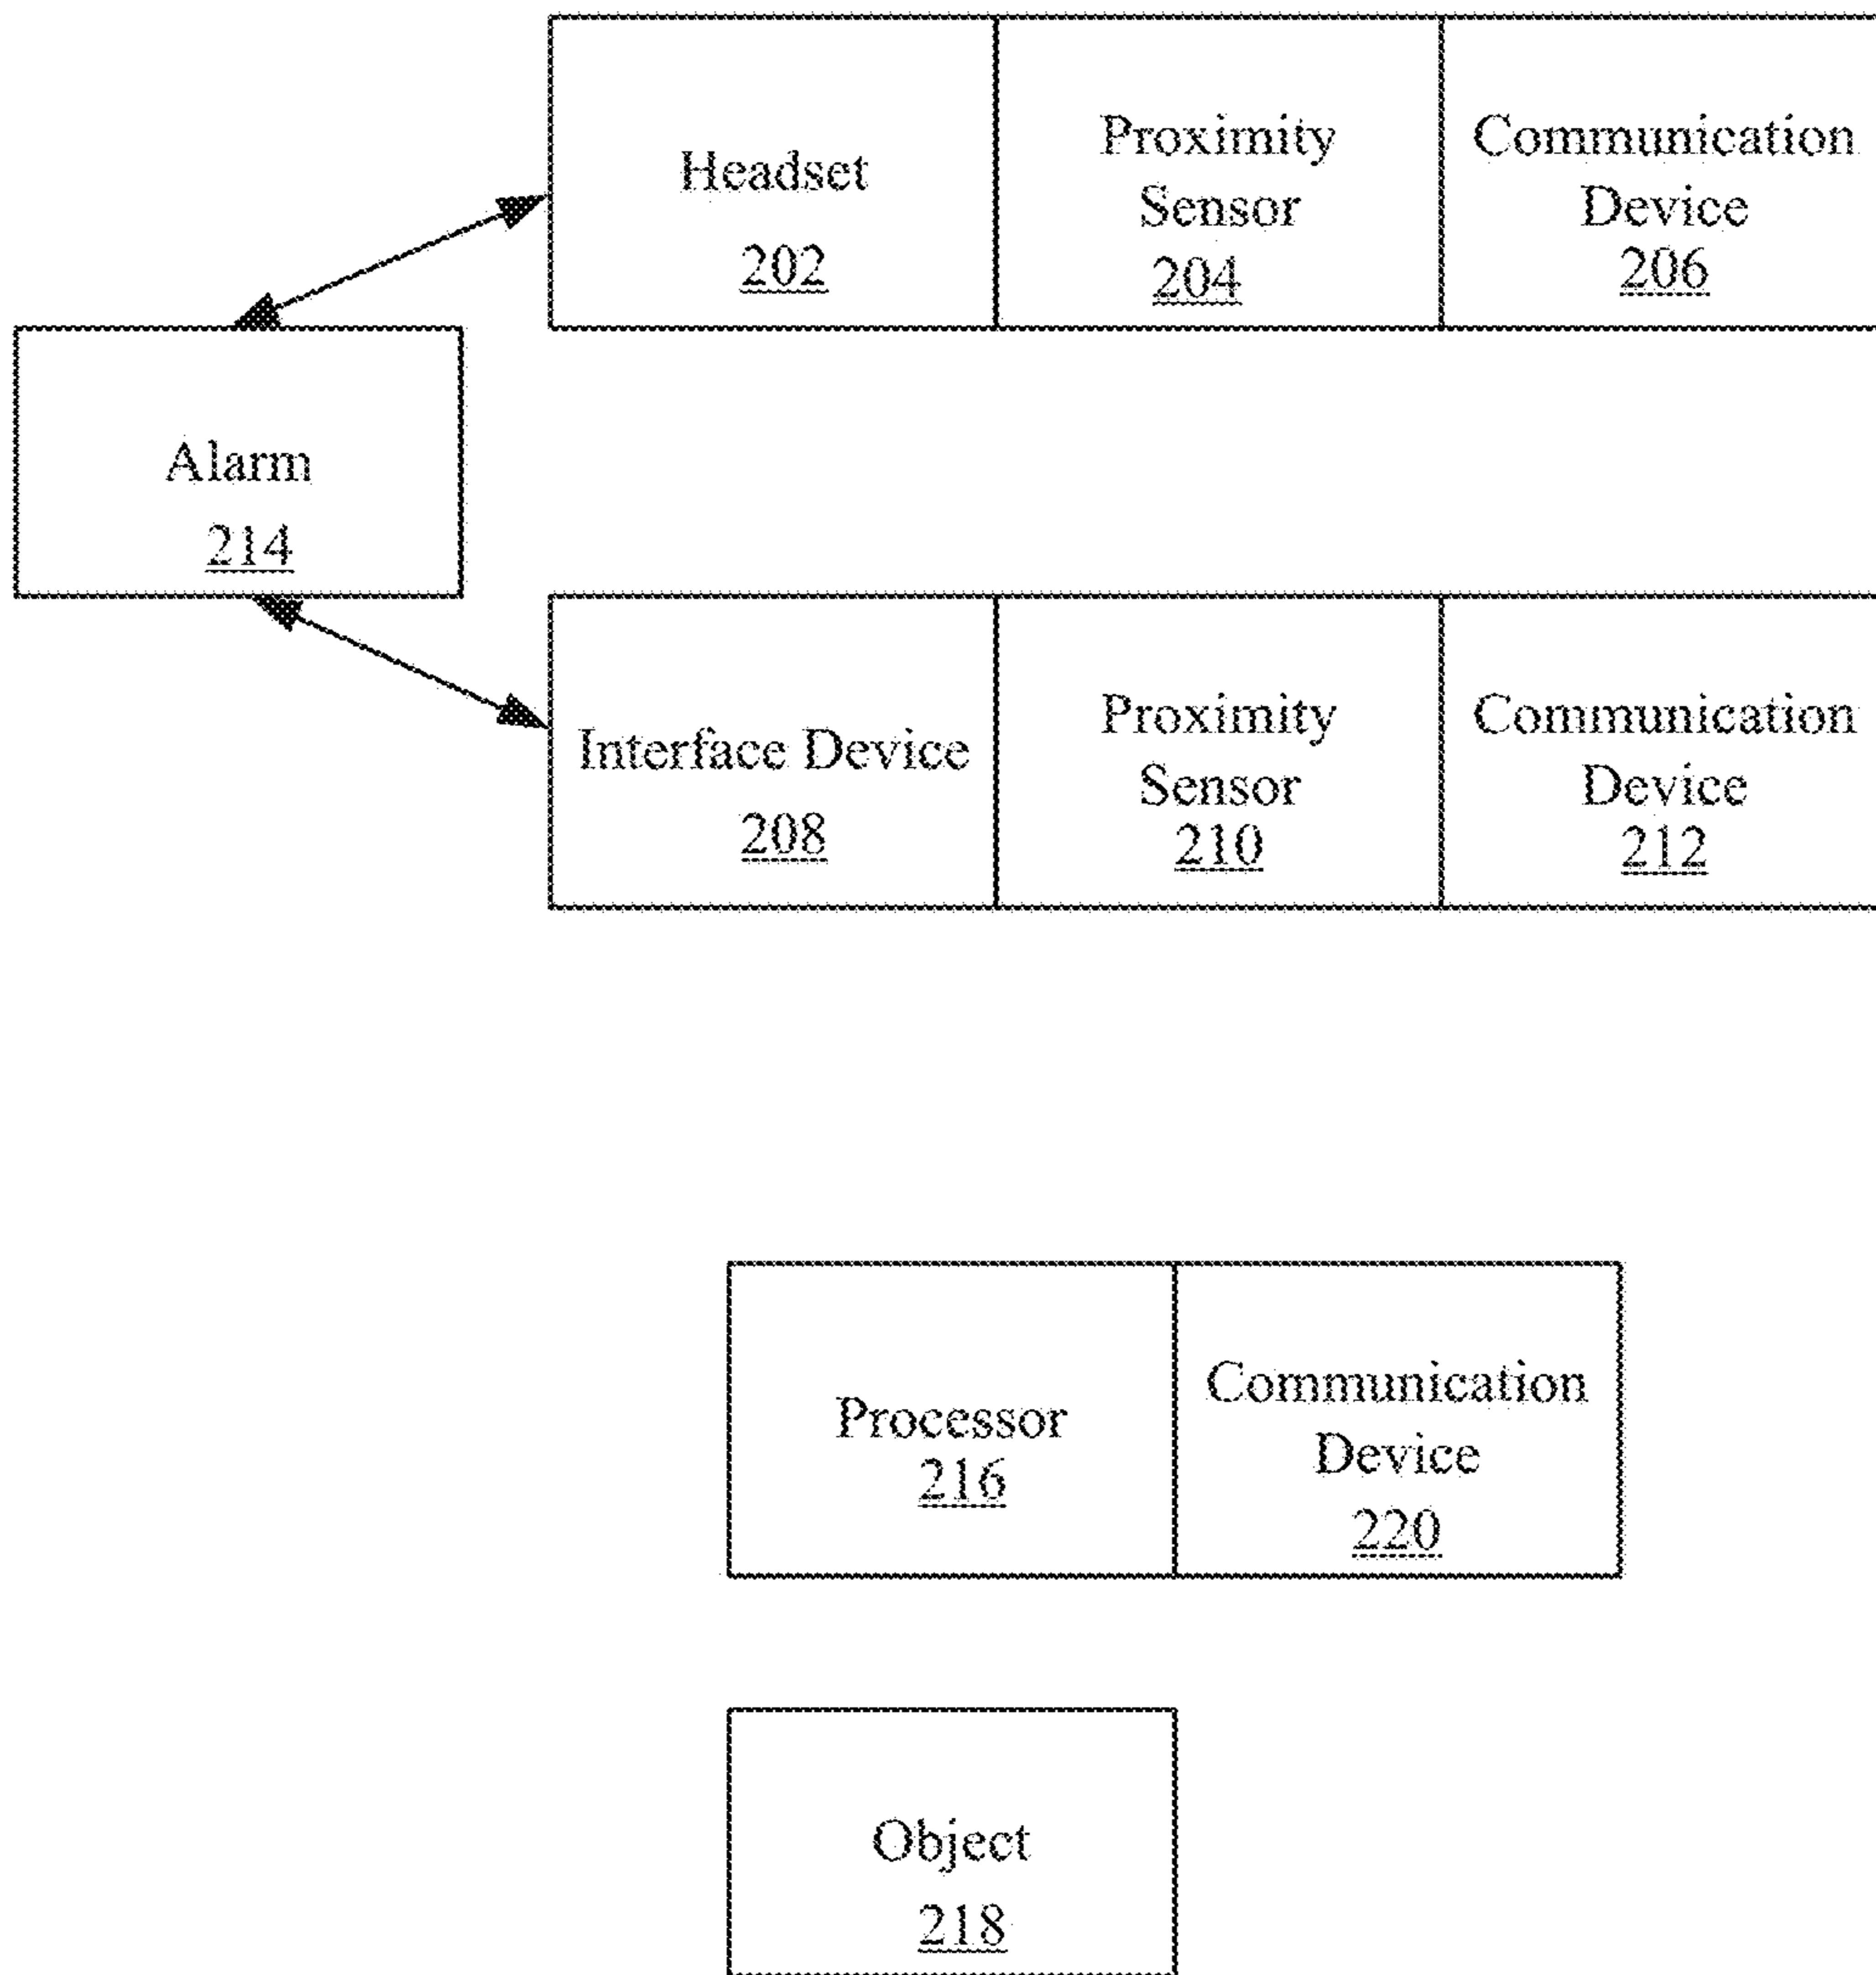 Headset
202
Proximity
Sensor
204
Communication
Device
206
Alarm
214
Interface Device
208
Proximity
Sensor
210
Communication
Device
212
Processor
216
Communication
Device
220
Object
218